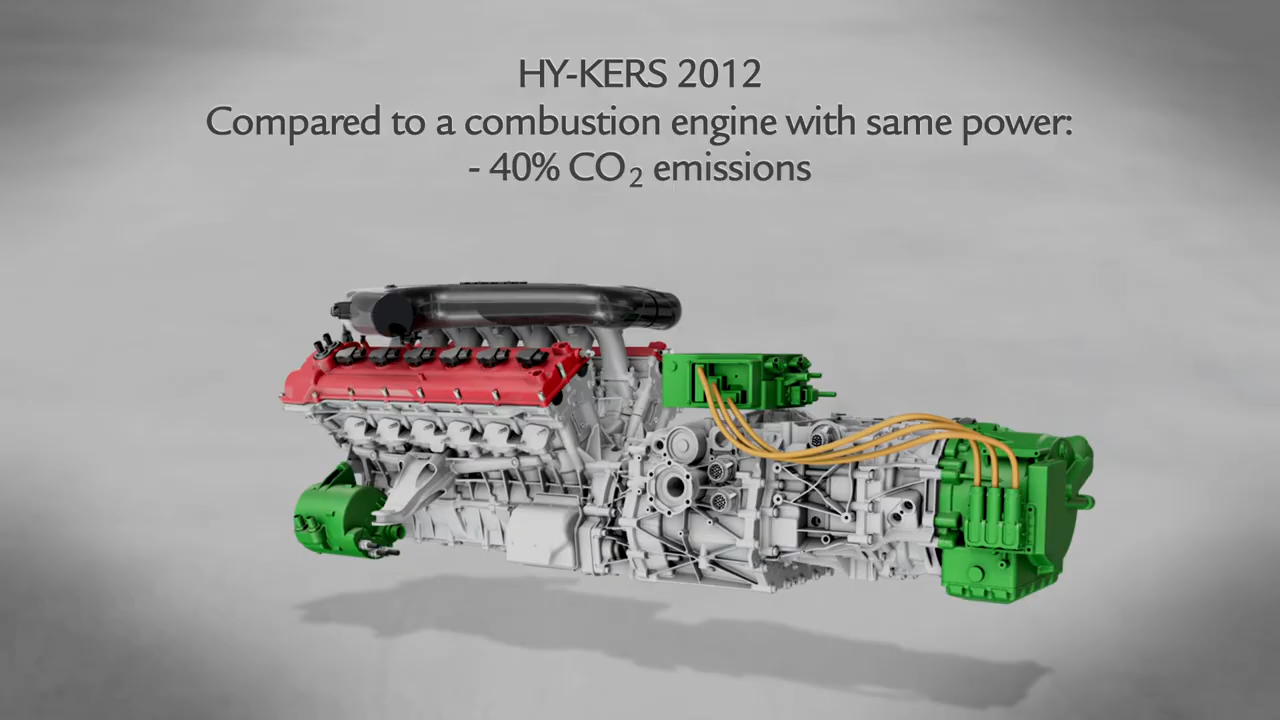 HY-KERS 2012
Compared to a combustion engine with same power:
- 40% CO₂ emissions